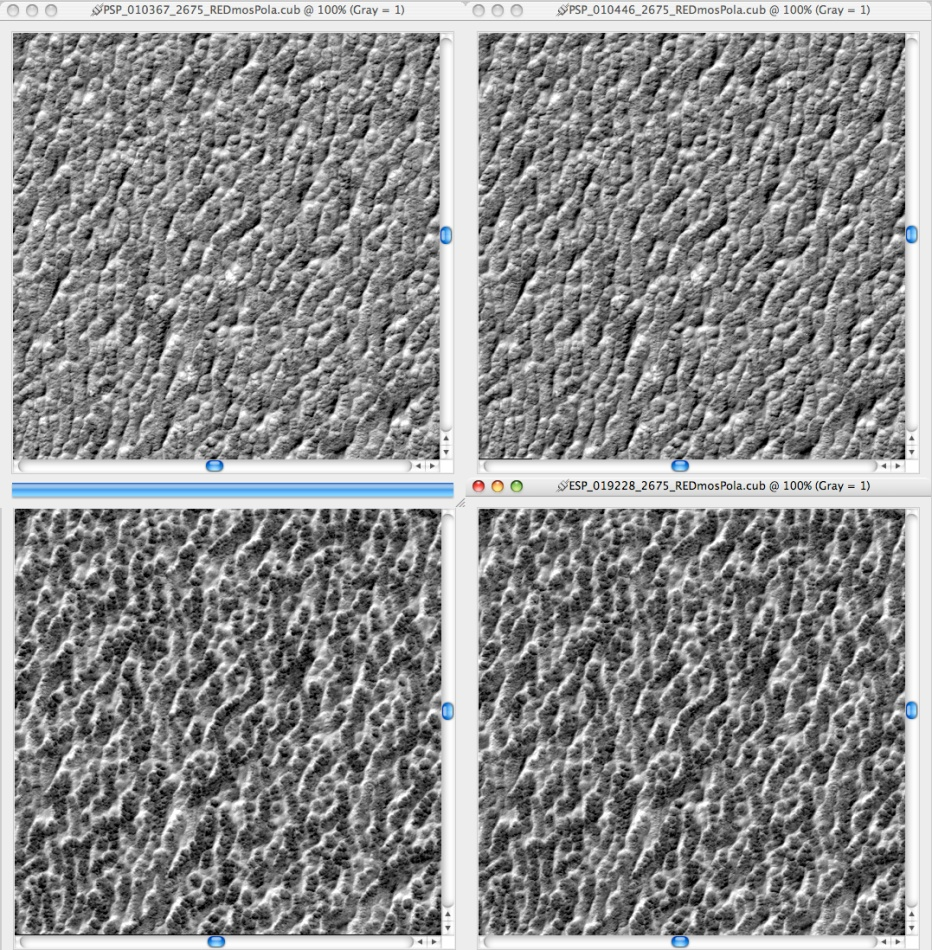 PSP_010367_2675_REDmosPola.cub @ 100% (Gray = 1)
PSP_010446_2675_REDmosPola.cub @ 100% (Gray = 1)
ESP_019228_2675_REDmosPola.cub @ 100% (Gray = 1)